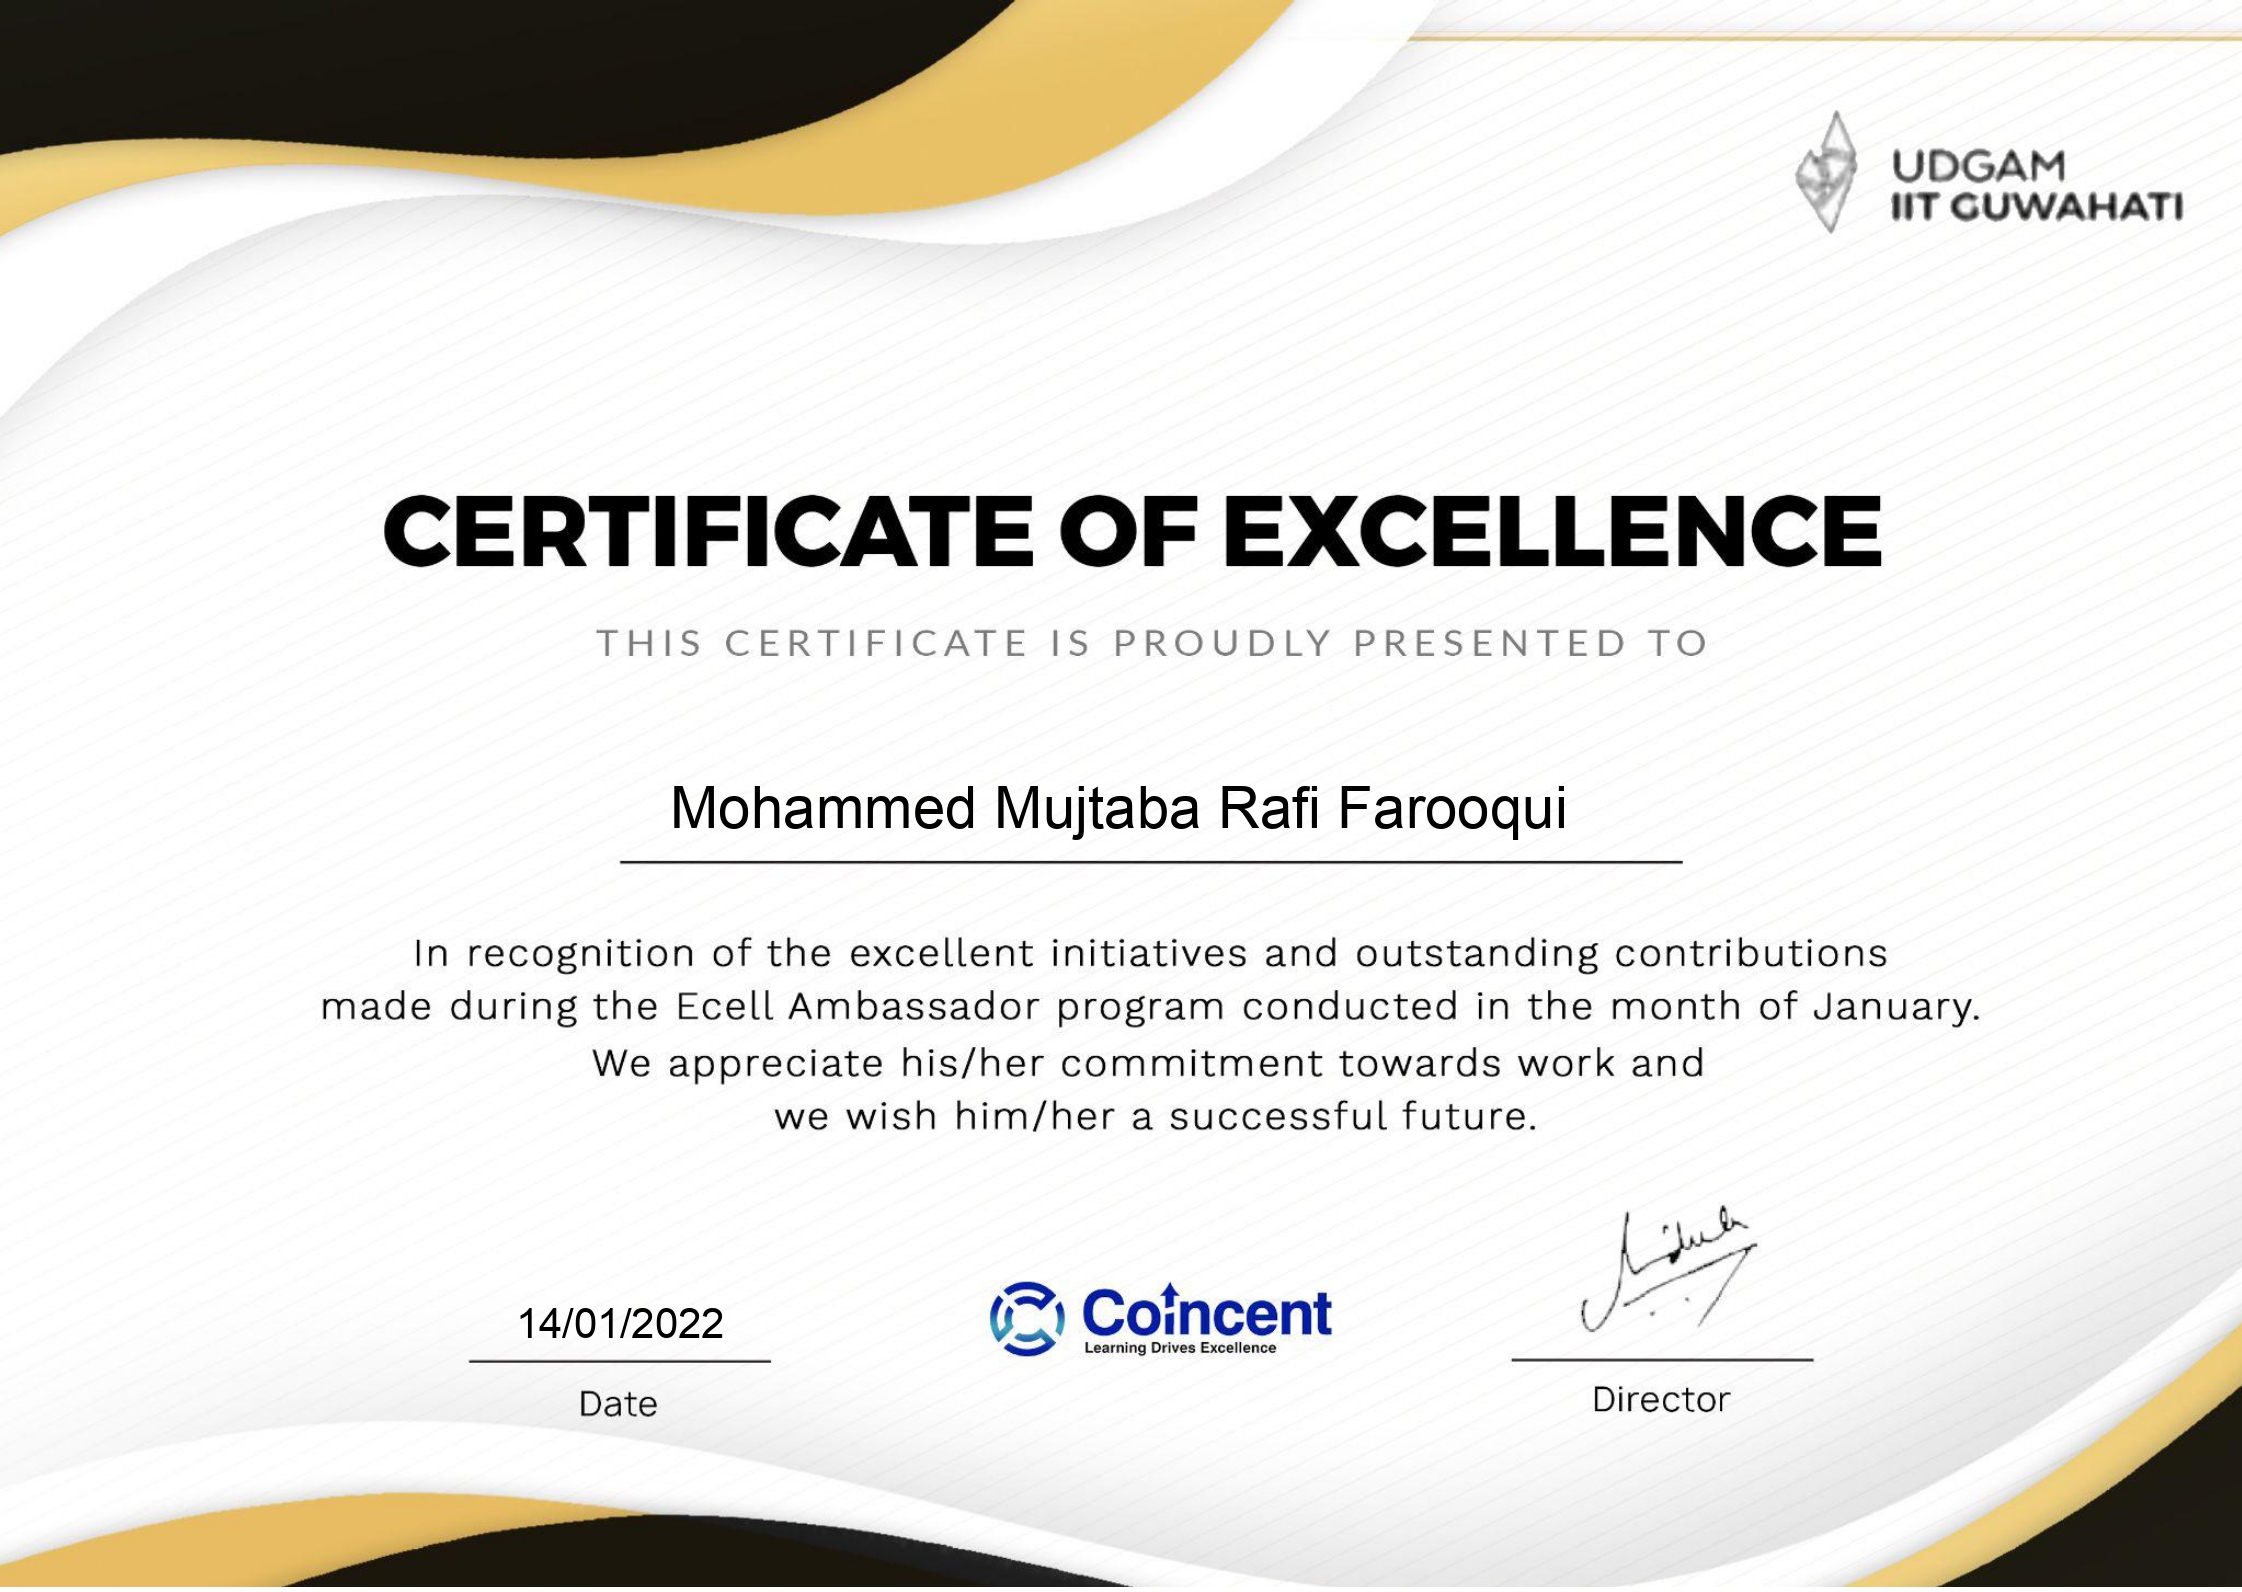 UDGAM
IIT GUWAHATI
CERTIFICATE OF EXCELLENCE
THIS CERTIFICATE IS PROUDLY PRESENTED TO
Mohammed Mujtaba Rafi Farooqui
In recognition of the excellent initiatives and outstanding contributions
made during the Ecell Ambassador program conducted in the month of January.
We appreciate his/her commitment towards work and
we wish him/her a successful future.
14/01/2022
Date
Coincent
Learning Drives Excellence
Director